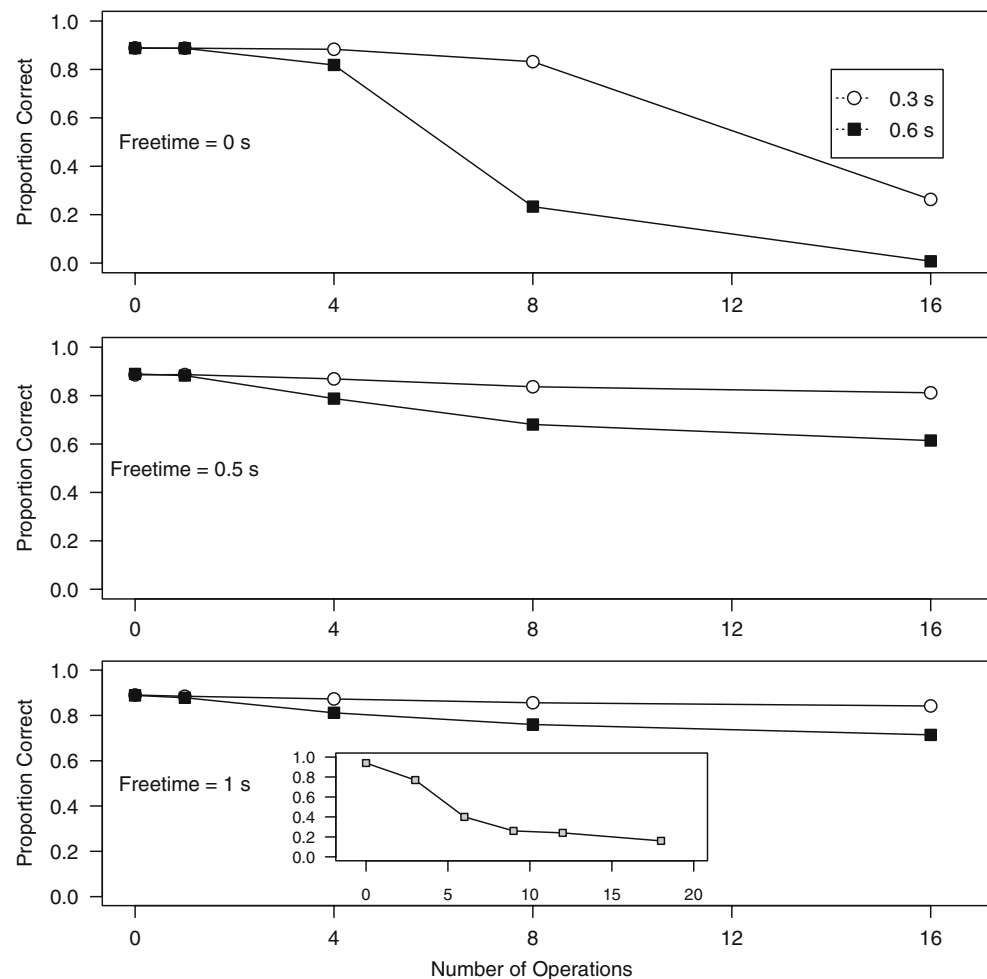 Proportion Correct
1.0
0.8
0.6
0.4
0.2
0.0
Freetime = 0 s
0.3 s
0.6 s
0 4 8 12 16
Proportion Correct
1.0
0.8
0.6
0.4
0.2
0.0
Freetime = 0.5 s
0 4 8 12 16
Proportion Correct
1.0
0.8
0.6
0.4
0.2
0.0
Freetime = 1 s
1.0
0.8
0.6
0.4
0.2
0.0
0 5 10 15 20
0 4 8 12 16
Number of Operations